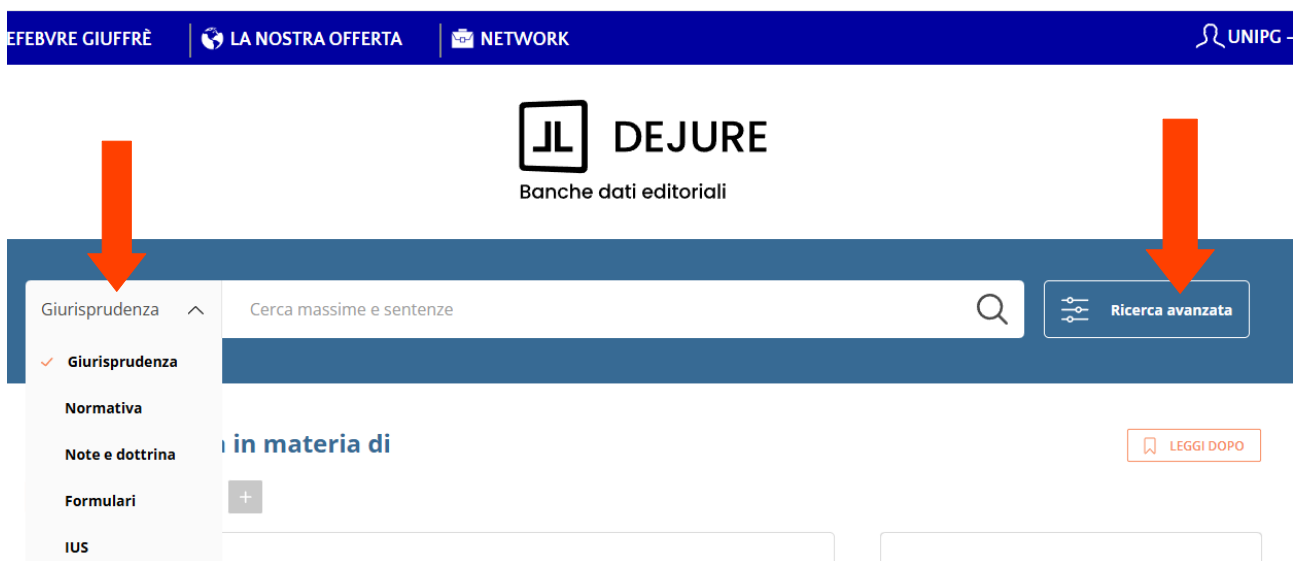 EFEBVRE GIUFFRÈ LA NOSTRA OFFERTA NETWORK UNIPG –
DEJURE
Banche dati editoriali
Giurisprudenza Cerca massime e sentenze Ricerca avanzata
Giurisprudenza
Normativa
in materia di
Note e dottrina LEGGI DOPO
Formulari +
IUS